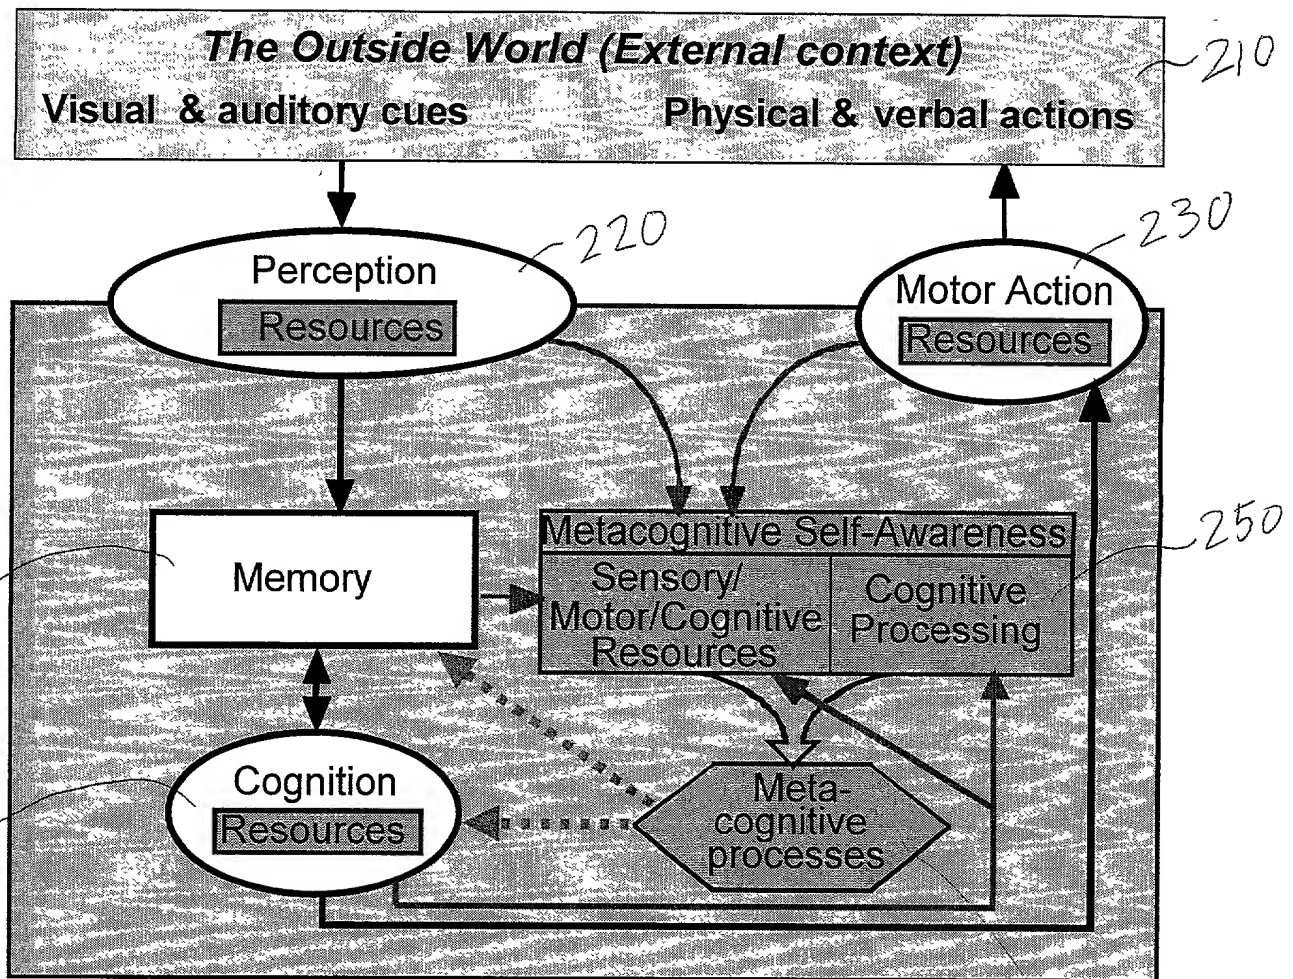 The Outside World (External context)
210
Visual & auditory cues
Physical & verbal actions
220
230
Perception
Resources
Motor Action
Resources
250
Metacognitive Self-Awareness
Memory
Sensory/
Motor/Cognitive
Resources
Cognitive
Processing
Cognition
Resources
Meta-
cognitive
processes